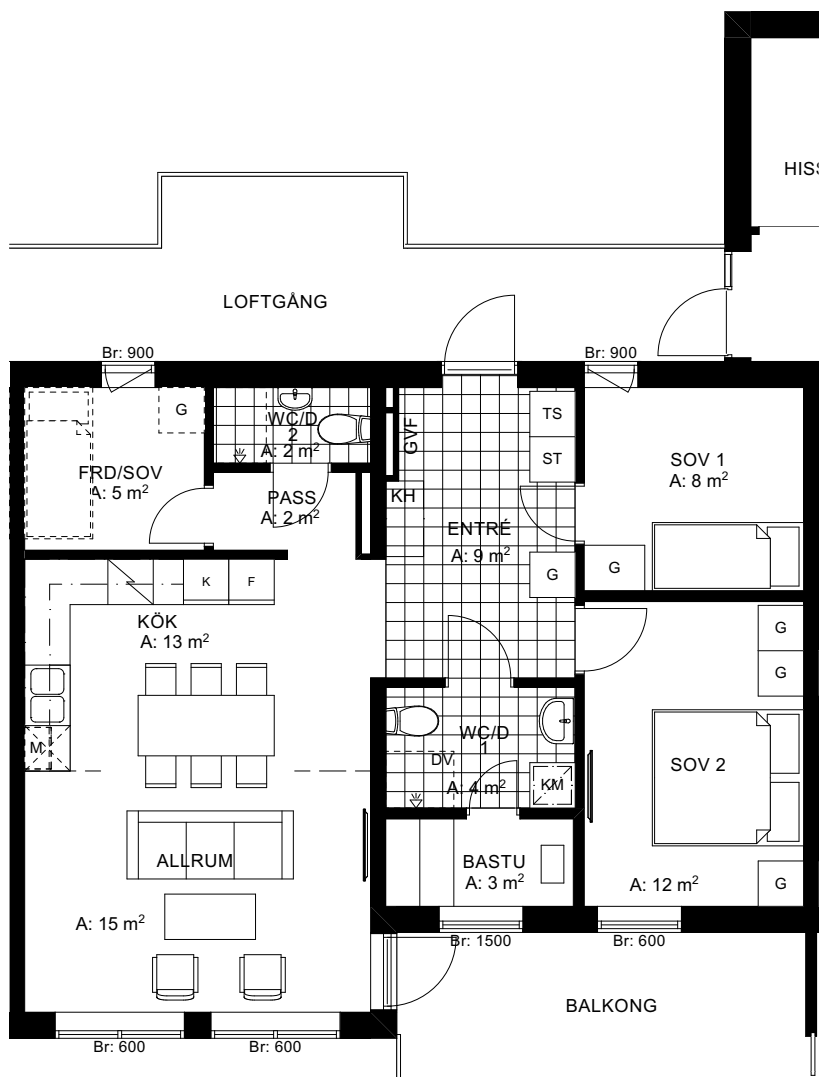 HISS
LOFTGÅNG
Br: 900
Br: 900
G
WC/D
2
A: 2 m²
GVF
TS
ST
FRD/SOV
A: 5 m²
PASS
A: 2 m²
KH
SOV 1
A: 8 m²
ENTRÉ
A: 9 m²
G
G
K
F
KÖK
A: 13 m²
G
G
M
WC/D
1
DV
A: 4 m²
KM
SOV 2
ALLRUM
BASTU
A: 3 m²
A: 12 m²
G
A: 15 m²
Br: 1500
Br: 600
BALKONG
Br: 600
Br: 600